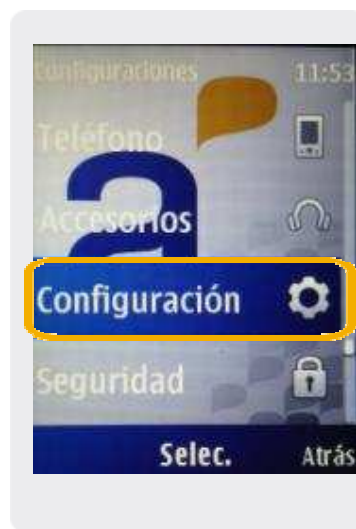 Configuraciones 11:53
Teléfono
Accesorios
Configuración
Seguridad
Selec. Atrás